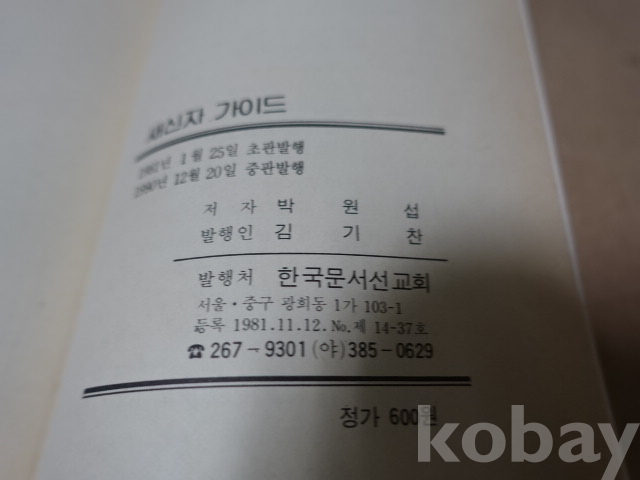 새신자 가이드
1981년 1월 25일 초판발행
1990년 12월 20일 중판발행
저 자 박 원 섭
발행인 김 기 찬
발행처 한국문서선교회
서울·중구 광희동 1가 103-1
등록 1981.11.12.No.제 14-37호
☎ 267-9301 (야)385-0629
정가 600원
kobay